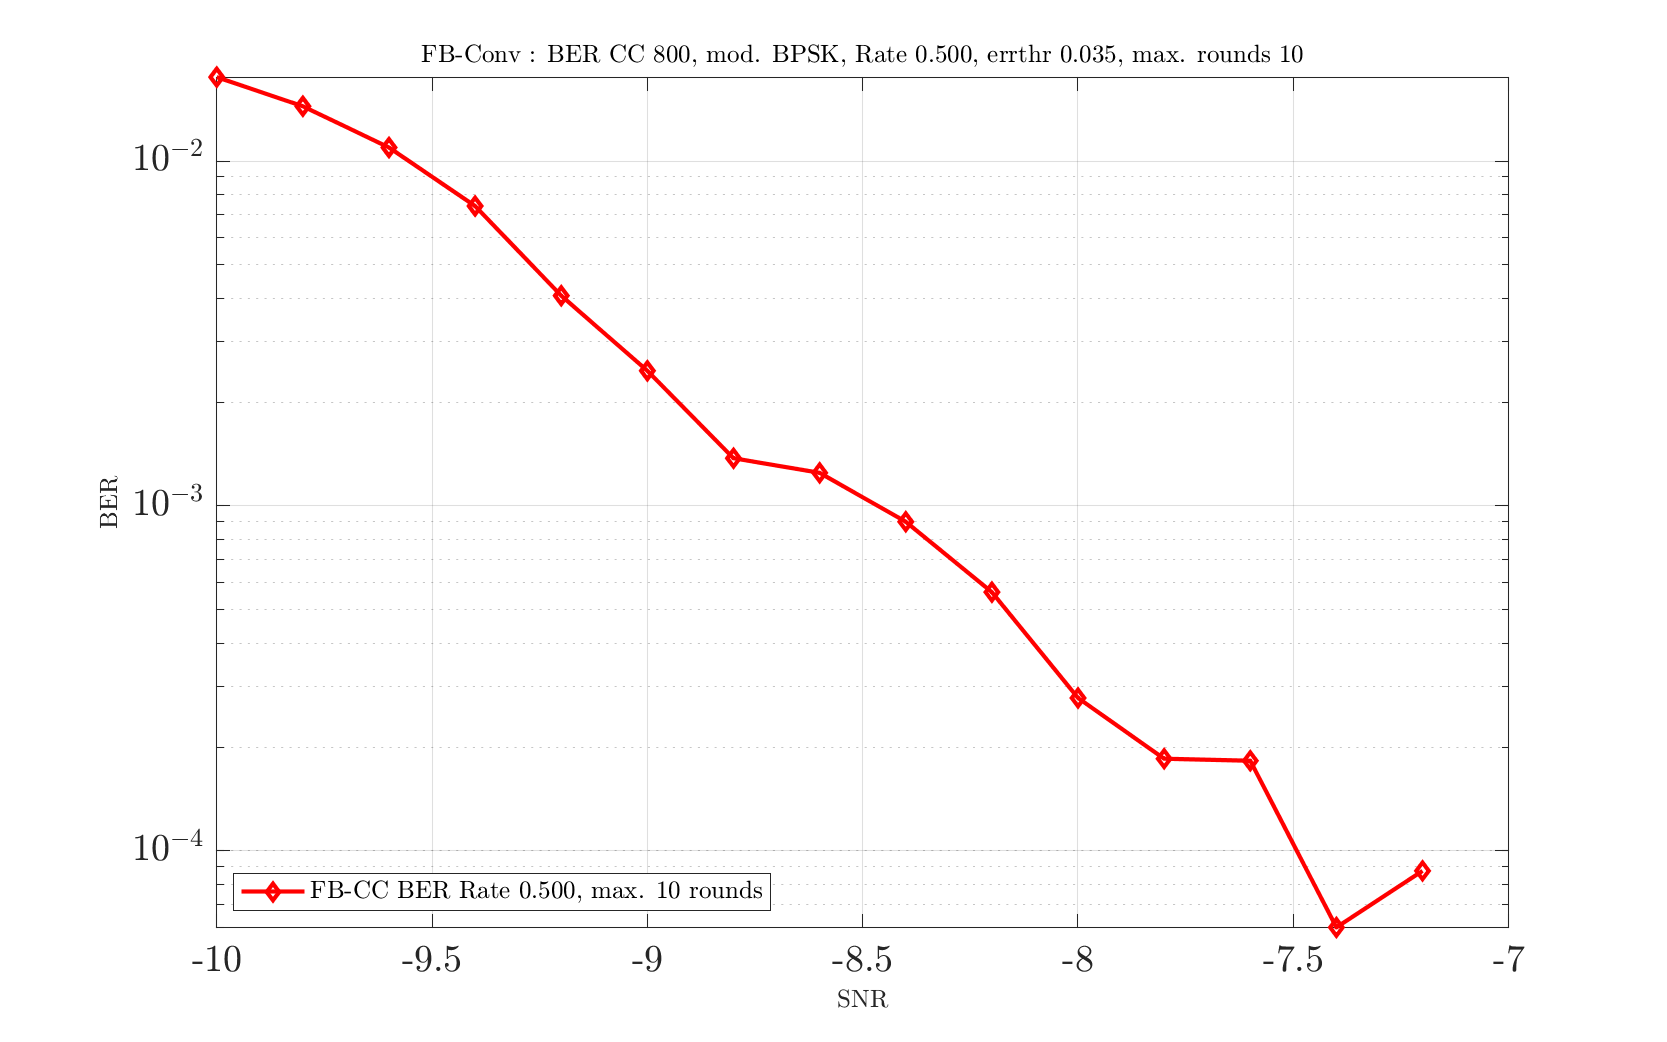 FB-Conv : BER CC 800, mod. BPSK, Rate 0.500, errthr 0.035, max. rounds 10
10⁻²
10⁻³
10⁻⁴
BER
FB-CC BER Rate 0.500, max. 10 rounds
-10 -9.5 -9 -8.5 -8 -7.5 -7
SNR